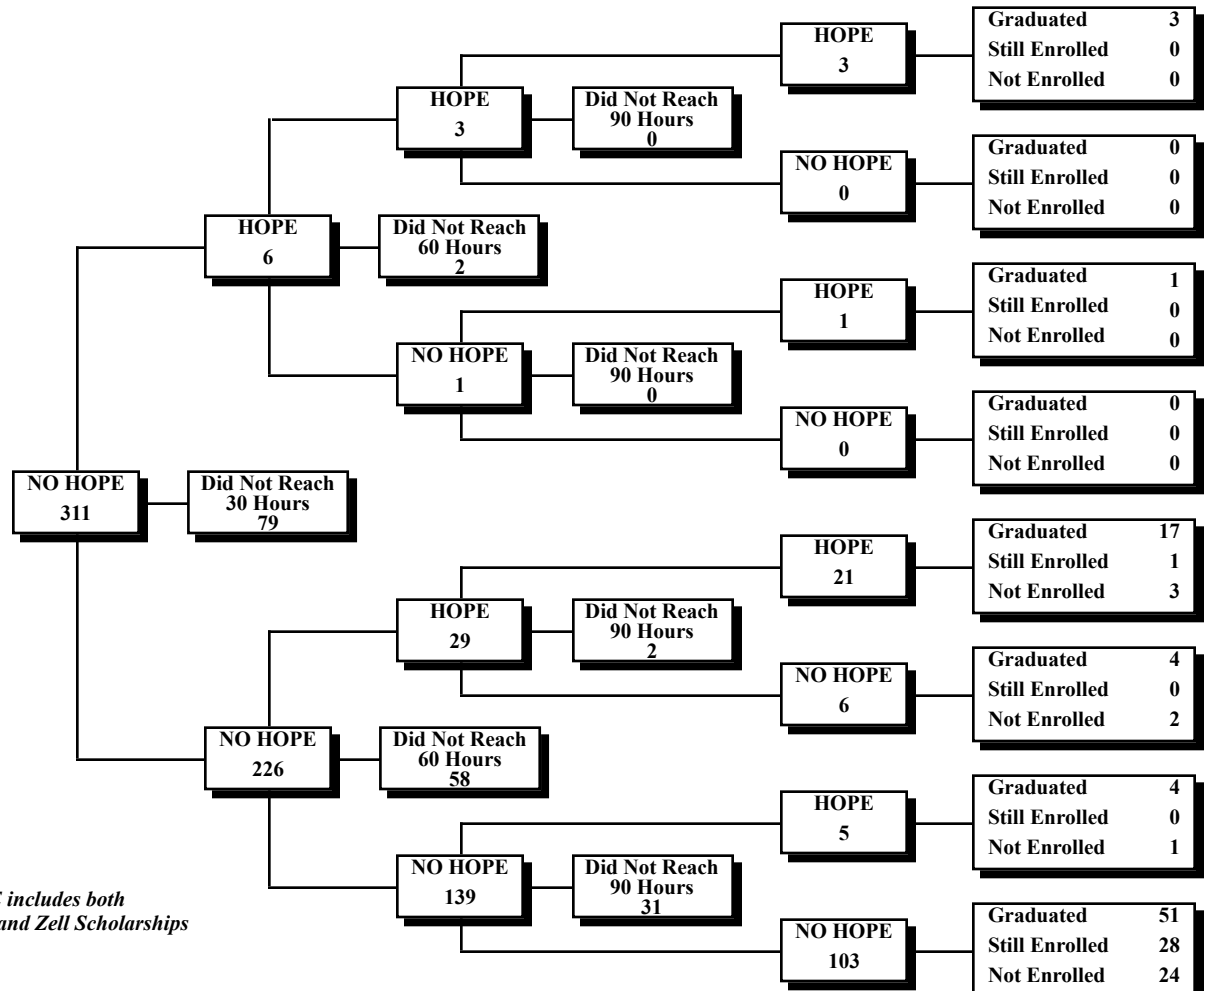 HOPE
3
Graduated 3
Still Enrolled 0
Not Enrolled 0
HOPE
3
Did Not Reach
90 Hours
0
NO HOPE
0
Graduated 0
Still Enrolled 0
Not Enrolled 0
HOPE
6
Did Not Reach
60 Hours
2
HOPE
1
Graduated 1
Still Enrolled 0
Not Enrolled 0
NO HOPE
1
Did Not Reach
90 Hours
0
NO HOPE
0
Graduated 0
Still Enrolled 0
Not Enrolled 0
NO HOPE
311
Did Not Reach
30 Hours
79
HOPE
21
Graduated 17
Still Enrolled 1
Not Enrolled 3
HOPE
29
Did Not Reach
90 Hours
2
NO HOPE
6
Graduated 4
Still Enrolled 0
Not Enrolled 2
NO HOPE
226
Did Not Reach
60 Hours
58
HOPE
5
Graduated 4
Still Enrolled 0
Not Enrolled 1
NO HOPE
139
Did Not Reach
90 Hours
31
NO HOPE
103
Graduated 51
Still Enrolled 28
Not Enrolled 24
includes both
and Zell Scholarships